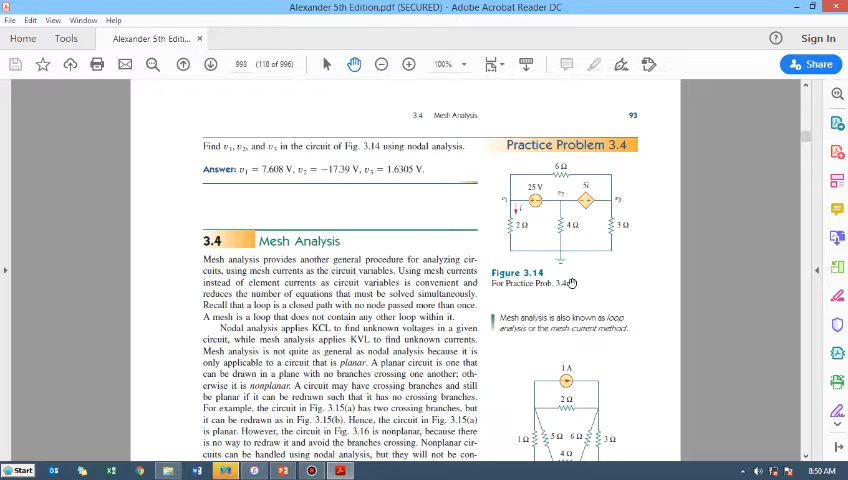 Alexander 5th Edition.pdf (SECURED) - Adobe Acrobat Reader DC
File Edit View Window Help
Home Tools Alexander 5th Editi... × ? Sign In
998 (118 of 996) 100% Share
3.4 Mesh Analysis 93
Find v1, v2, and v3 in the circuit of Fig. 3.14 using nodal analysis.
Answer: v1 = 7.608 V, v2 = −17.39 V, v3 = 1.6305 V.
Practice Problem 3.4
6 Ω
25 V v2 5i
v1 + − − + v3
i
2 Ω 4 Ω 3 Ω
Figure 3.14
For Practice Prob. 3.4.
3.4 Mesh Analysis
Mesh analysis provides another general procedure for analyzing cir-
cuits, using mesh currents as the circuit variables. Using mesh currents
instead of element currents as circuit variables is convenient and
reduces the number of equations that must be solved simultaneously.
Recall that a loop is a closed path with no node passed more than once.
A mesh is a loop that does not contain any other loop within it.
Nodal analysis applies KCL to find unknown voltages in a given
circuit, while mesh analysis applies KVL to find unknown currents.
Mesh analysis is not quite as general as nodal analysis because it is
only applicable to a circuit that is planar. A planar circuit is one that
can be drawn in a plane with no branches crossing one another; oth-
erwise it is nonplanar. A circuit may have crossing branches and still
be planar if it can be redrawn such that it has no crossing branches.
For example, the circuit in Fig. 3.15(a) has two crossing branches, but
it can be redrawn as in Fig. 3.15(b). Hence, the circuit in Fig. 3.15(a)
is planar. However, the circuit in Fig. 3.16 is nonplanar, because there
is no way to redraw it and avoid the branches crossing. Nonplanar cir-
cuits can be handled using nodal analysis, but they will not be con-
Mesh analysis is also known as loop
analysis or the mesh-current method.
1 A
2 Ω
1 Ω 5 Ω 6 Ω 3 Ω
4 Ω
Start 8:50 AM